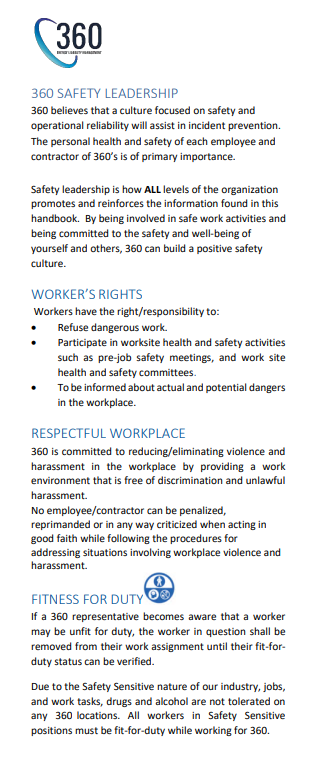 360
ENERGY LIABILITY MANAGEMENT
360 SAFETY LEADERSHIP
360 believes that a culture focused on safety and
operational reliability will assist in incident prevention.
The personal health and safety of each employee and
contractor of 360's is of primary importance.
Safety leadership is how ALL levels of the organization
promotes and reinforces the information found in this
handbook. By being involved in safe work activities and
being committed to the safety and well-being of
yourself and others, 360 can build a positive safety
culture.
WORKER'S RIGHTS
Workers have the right/responsibility to:
• Refuse dangerous work.
• Participate in worksite health and safety activities
such as pre-job safety meetings, and work site
health and safety committees.
• To be informed about actual and potential dangers
in the workplace.
RESPECTFUL WORKPLACE
360 is committed to reducing/eliminating violence and
harassment in the workplace by providing a work
environment that is free of discrimination and unlawful
harassment.
No employee/contractor can be penalized,
reprimanded or in any way criticized when acting in
good faith while following the procedures for
addressing situations involving workplace violence and
harassment.
FITNESS FOR DUTY
If a 360 representative becomes aware that a worker
may be unfit for duty, the worker in question shall be
removed from their work assignment until their fit-for-
duty status can be verified.
Due to the Safety Sensitive nature of our industry, jobs,
and work tasks, drugs and alcohol are not tolerated on
any 360 locations. All workers in Safety Sensitive
positions must be fit-for-duty while working for 360.